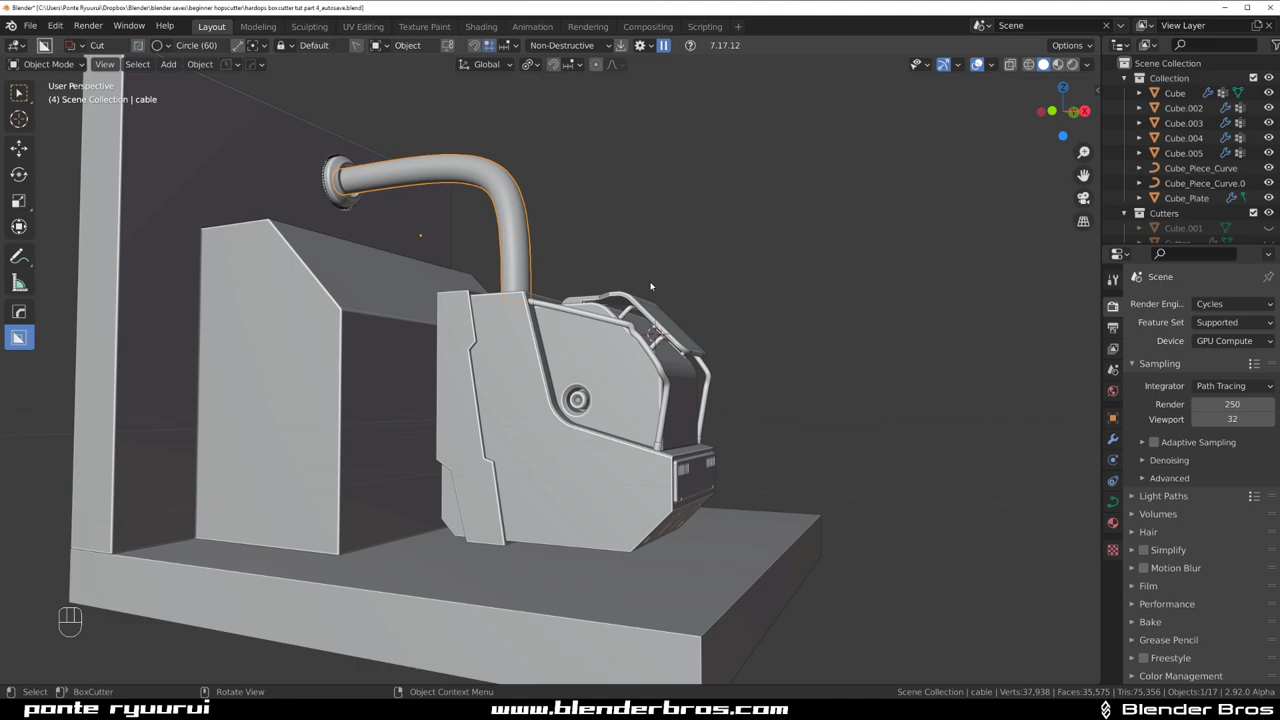 Blender* [C:\Users\Ponte Ryuurui\Dropbox\blender saves\beginner hopscutter\hardops boxcutter tut part 4_autosave.blend]
File Edit Render Window Help Layout Modeling Sculpting UV Editing Texture Paint Shading Animation Rendering Compositing Scripting + Scene View Layer
Cut Circle (60) Default Object Non-Destructive 7.17.12 Options
Object Mode View Select Add Object Global
User Perspective
(4) Scene Collection | cable
Z
Y X
Scene Collection
Collection
Cube
Cube.002
Cube.003
Cube.004
Cube.005
Cube_Piece_Curve
Cube_Piece_Curve.0
Cube_Plate
Cutters
Cube.001
Scene
Render Engi... Cycles
Feature Set Supported
Device GPU Compute
Sampling
Integrator Path Tracing
Render 250
Viewport 32
Adaptive Sampling
Denoising
Advanced
Light Paths
Volumes
Hair
Simplify
Motion Blur
Film
Performance
Bake
Grease Pencil
Freestyle
Color Management
Select BoxCutter Rotate View Object Context Menu Scene Collection | cable Verts:37,938 | Faces:35,575 | Tris:75,356 | Objects:1/17 | 2.92.0 Alpha
ponte ryuurui www.blenderbros.com Blender Bros